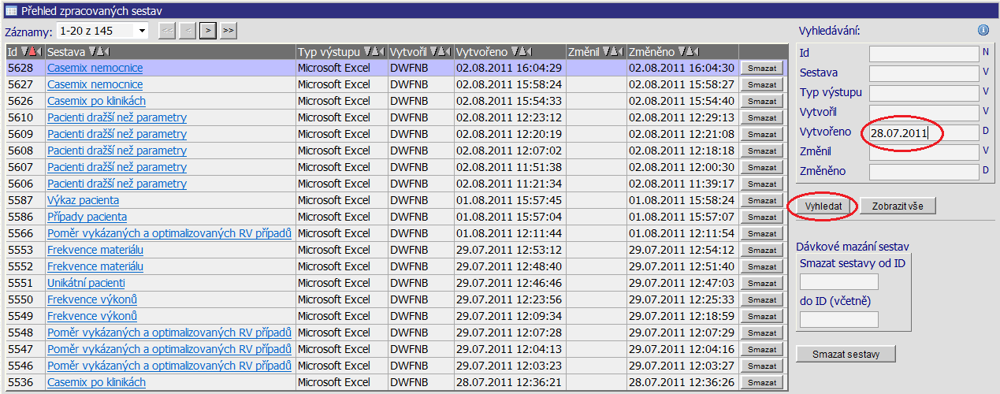 Přehled zpracovaných sestav
Záznamy: 1-20 z 145 << < > >>
Id Sestava Typ výstupu Vytvořil Vytvořeno Změnil Změněno
5628 Casemix nemocnice Microsoft Excel DWFNB 02.08.2011 16:04:29 02.08.2011 16:04:30 Smazat
5627 Casemix nemocnice Microsoft Excel DWFNB 02.08.2011 15:58:24 02.08.2011 15:58:27 Smazat
5626 Casemix po klinikách Microsoft Excel DWFNB 02.08.2011 15:54:33 02.08.2011 15:54:40 Smazat
5610 Pacienti dražší než parametry Microsoft Excel DWFNB 02.08.2011 12:23:12 02.08.2011 12:29:13 Smazat
5609 Pacienti dražší než parametry Microsoft Excel DWFNB 02.08.2011 12:20:19 02.08.2011 12:21:08 Smazat
5608 Pacienti dražší než parametry Microsoft Excel DWFNB 02.08.2011 12:07:02 02.08.2011 12:18:18 Smazat
5607 Pacienti dražší než parametry Microsoft Excel DWFNB 02.08.2011 11:51:38 02.08.2011 12:00:30 Smazat
5606 Pacienti dražší než parametry Microsoft Excel DWFNB 02.08.2011 11:21:34 02.08.2011 11:39:17 Smazat
5587 Výkaz pacienta Microsoft Excel DWFNB 01.08.2011 15:57:45 01.08.2011 15:58:24 Smazat
5586 Případy pacienta Microsoft Excel DWFNB 01.08.2011 15:57:04 01.08.2011 15:57:07 Smazat
5566 Poměr vykázaných a optimalizovaných RV případů Microsoft Excel DWFNB 01.08.2011 12:11:44 01.08.2011 12:11:54 Smazat
5553 Frekvence materiálu Microsoft Excel DWFNB 29.07.2011 12:53:12 29.07.2011 12:54:12 Smazat
5552 Frekvence materiálu Microsoft Excel DWFNB 29.07.2011 12:48:40 29.07.2011 12:51:40 Smazat
5551 Unikátní pacienti Microsoft Excel DWFNB 29.07.2011 12:46:46 29.07.2011 12:47:03 Smazat
5550 Frekvence výkonů Microsoft Excel DWFNB 29.07.2011 12:23:56 29.07.2011 12:25:33 Smazat
5549 Frekvence výkonů Microsoft Excel DWFNB 29.07.2011 12:09:34 29.07.2011 12:18:59 Smazat
5548 Poměr vykázaných a optimalizovaných RV případů Microsoft Excel DWFNB 29.07.2011 12:07:28 29.07.2011 12:07:29 Smazat
5547 Poměr vykázaných a optimalizovaných RV případů Microsoft Excel DWFNB 29.07.2011 12:04:13 29.07.2011 12:04:16 Smazat
5546 Poměr vykázaných a optimalizovaných RV případů Microsoft Excel DWFNB 29.07.2011 12:03:23 29.07.2011 12:03:27 Smazat
5536 Casemix po klinikách Microsoft Excel DWFNB 28.07.2011 12:36:21 28.07.2011 12:36:26 Smazat
Vyhledávání: i
Id N
Sestava V
Typ výstupu V
Vytvořil V
Vytvořeno 28.07.2011 D
Změnil V
Změněno D
Vyhledat Zobrazit vše
Dávkové mazání sestav
Smazat sestavy od ID
do ID (včetně)
Smazat sestavy